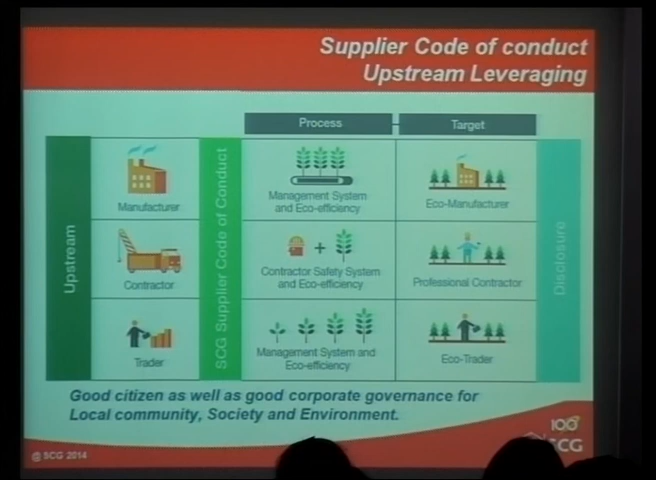 Supplier Code of conduct
Upstream Leveraging
Process
Target
Upstream
SCG Supplier Code of Conduct
Disclosure
Manufacturer
Management System
and Eco-efficiency
Eco-Manufacturer
Contractor
Contractor Safety System
and Eco-efficiency
Professional Contractor
Trader
Management System and
Eco-efficiency
Eco-Trader
Good citizen as well as good corporate governance for
Local community, Society and Environment.
100
SCG
@ SCG 2014